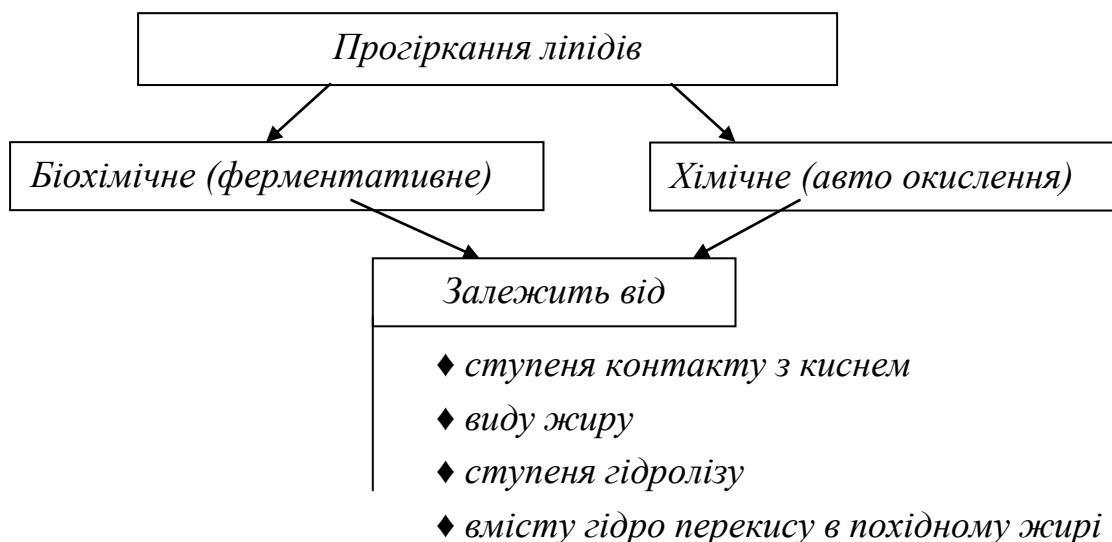 Прогіркання ліпідів
Біохімічне (ферментативне)
Хімічне (авто окислення)
Залежить від
♦ ступеня контакту з киснем
♦ виду жиру
♦ ступеня гідролізу
♦ вмісту гідро перекису в похідному жирі